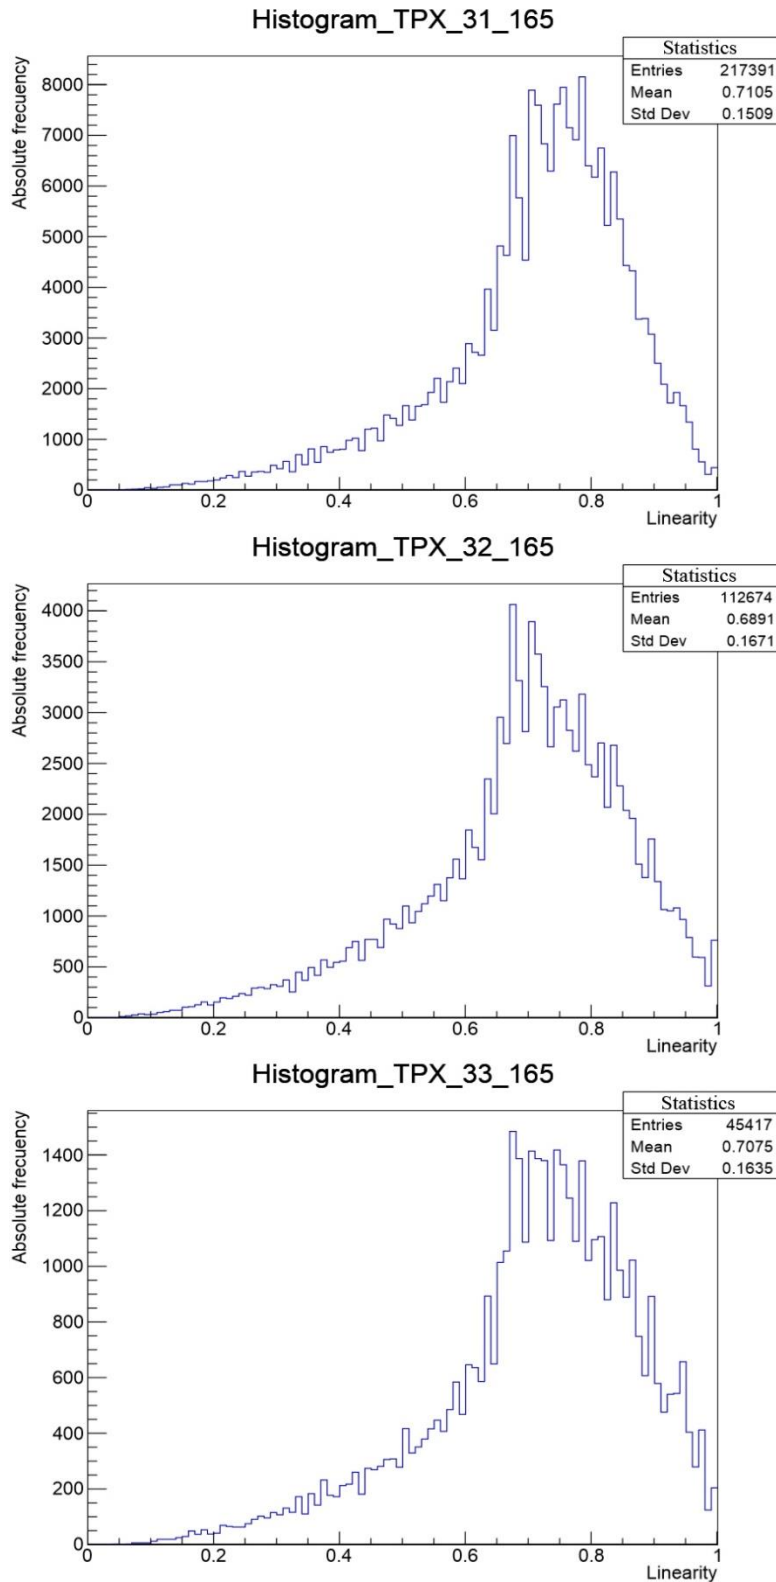 Histogram_TPX_31_165
Statistics
Entries 217391
Mean 0.7105
Std Dev 0.1509
Absolute frecuency
8000
7000
6000
5000
4000
3000
2000
1000
0
0 0.2 0.4 0.6 0.8 1
Linearity
Histogram_TPX_32_165
Statistics
Entries 112674
Mean 0.6891
Std Dev 0.1671
Absolute frecuency
4000
3500
3000
2500
2000
1500
1000
500
0
0 0.2 0.4 0.6 0.8 1
Linearity
Histogram_TPX_33_165
Statistics
Entries 45417
Mean 0.7075
Std Dev 0.1635
Absolute frecuency
1400
1200
1000
800
600
400
200
0
0 0.2 0.4 0.6 0.8 1
Linearity